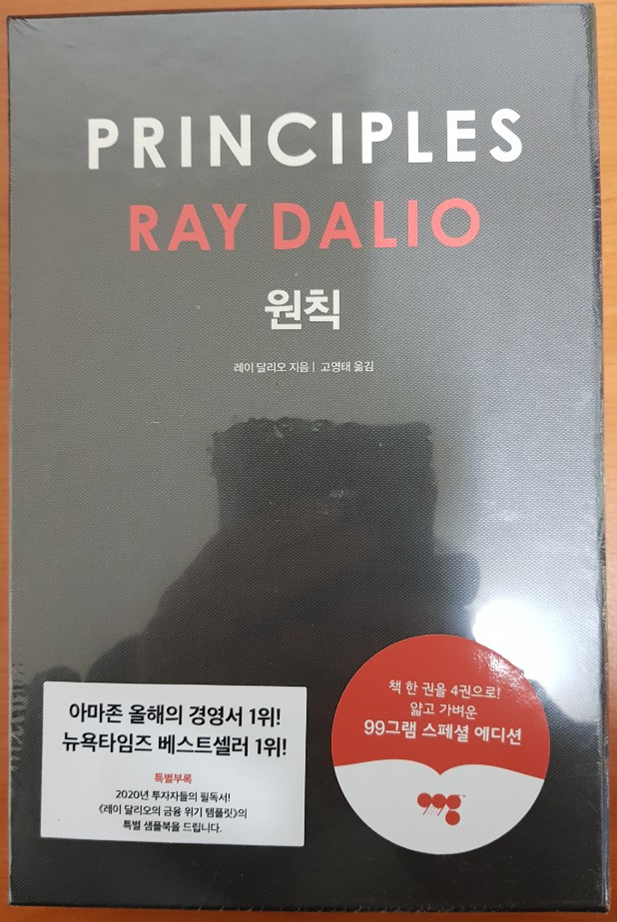 PRINCIPLES
RAY DALIO
원칙
레이 달리오 지음 | 고영태 옮김
아마존 올해의 경영서 1위!
뉴욕타임즈 베스트셀러 1위!
특별부록
2020년 투자자들의 필독서!
《레이 달리오의 금융 위기 템플릿》의
특별 샘플북을 드립니다.
책 한 권을 4권으로!
얇고 가벼운
99그램 스페셜 에디션
99g